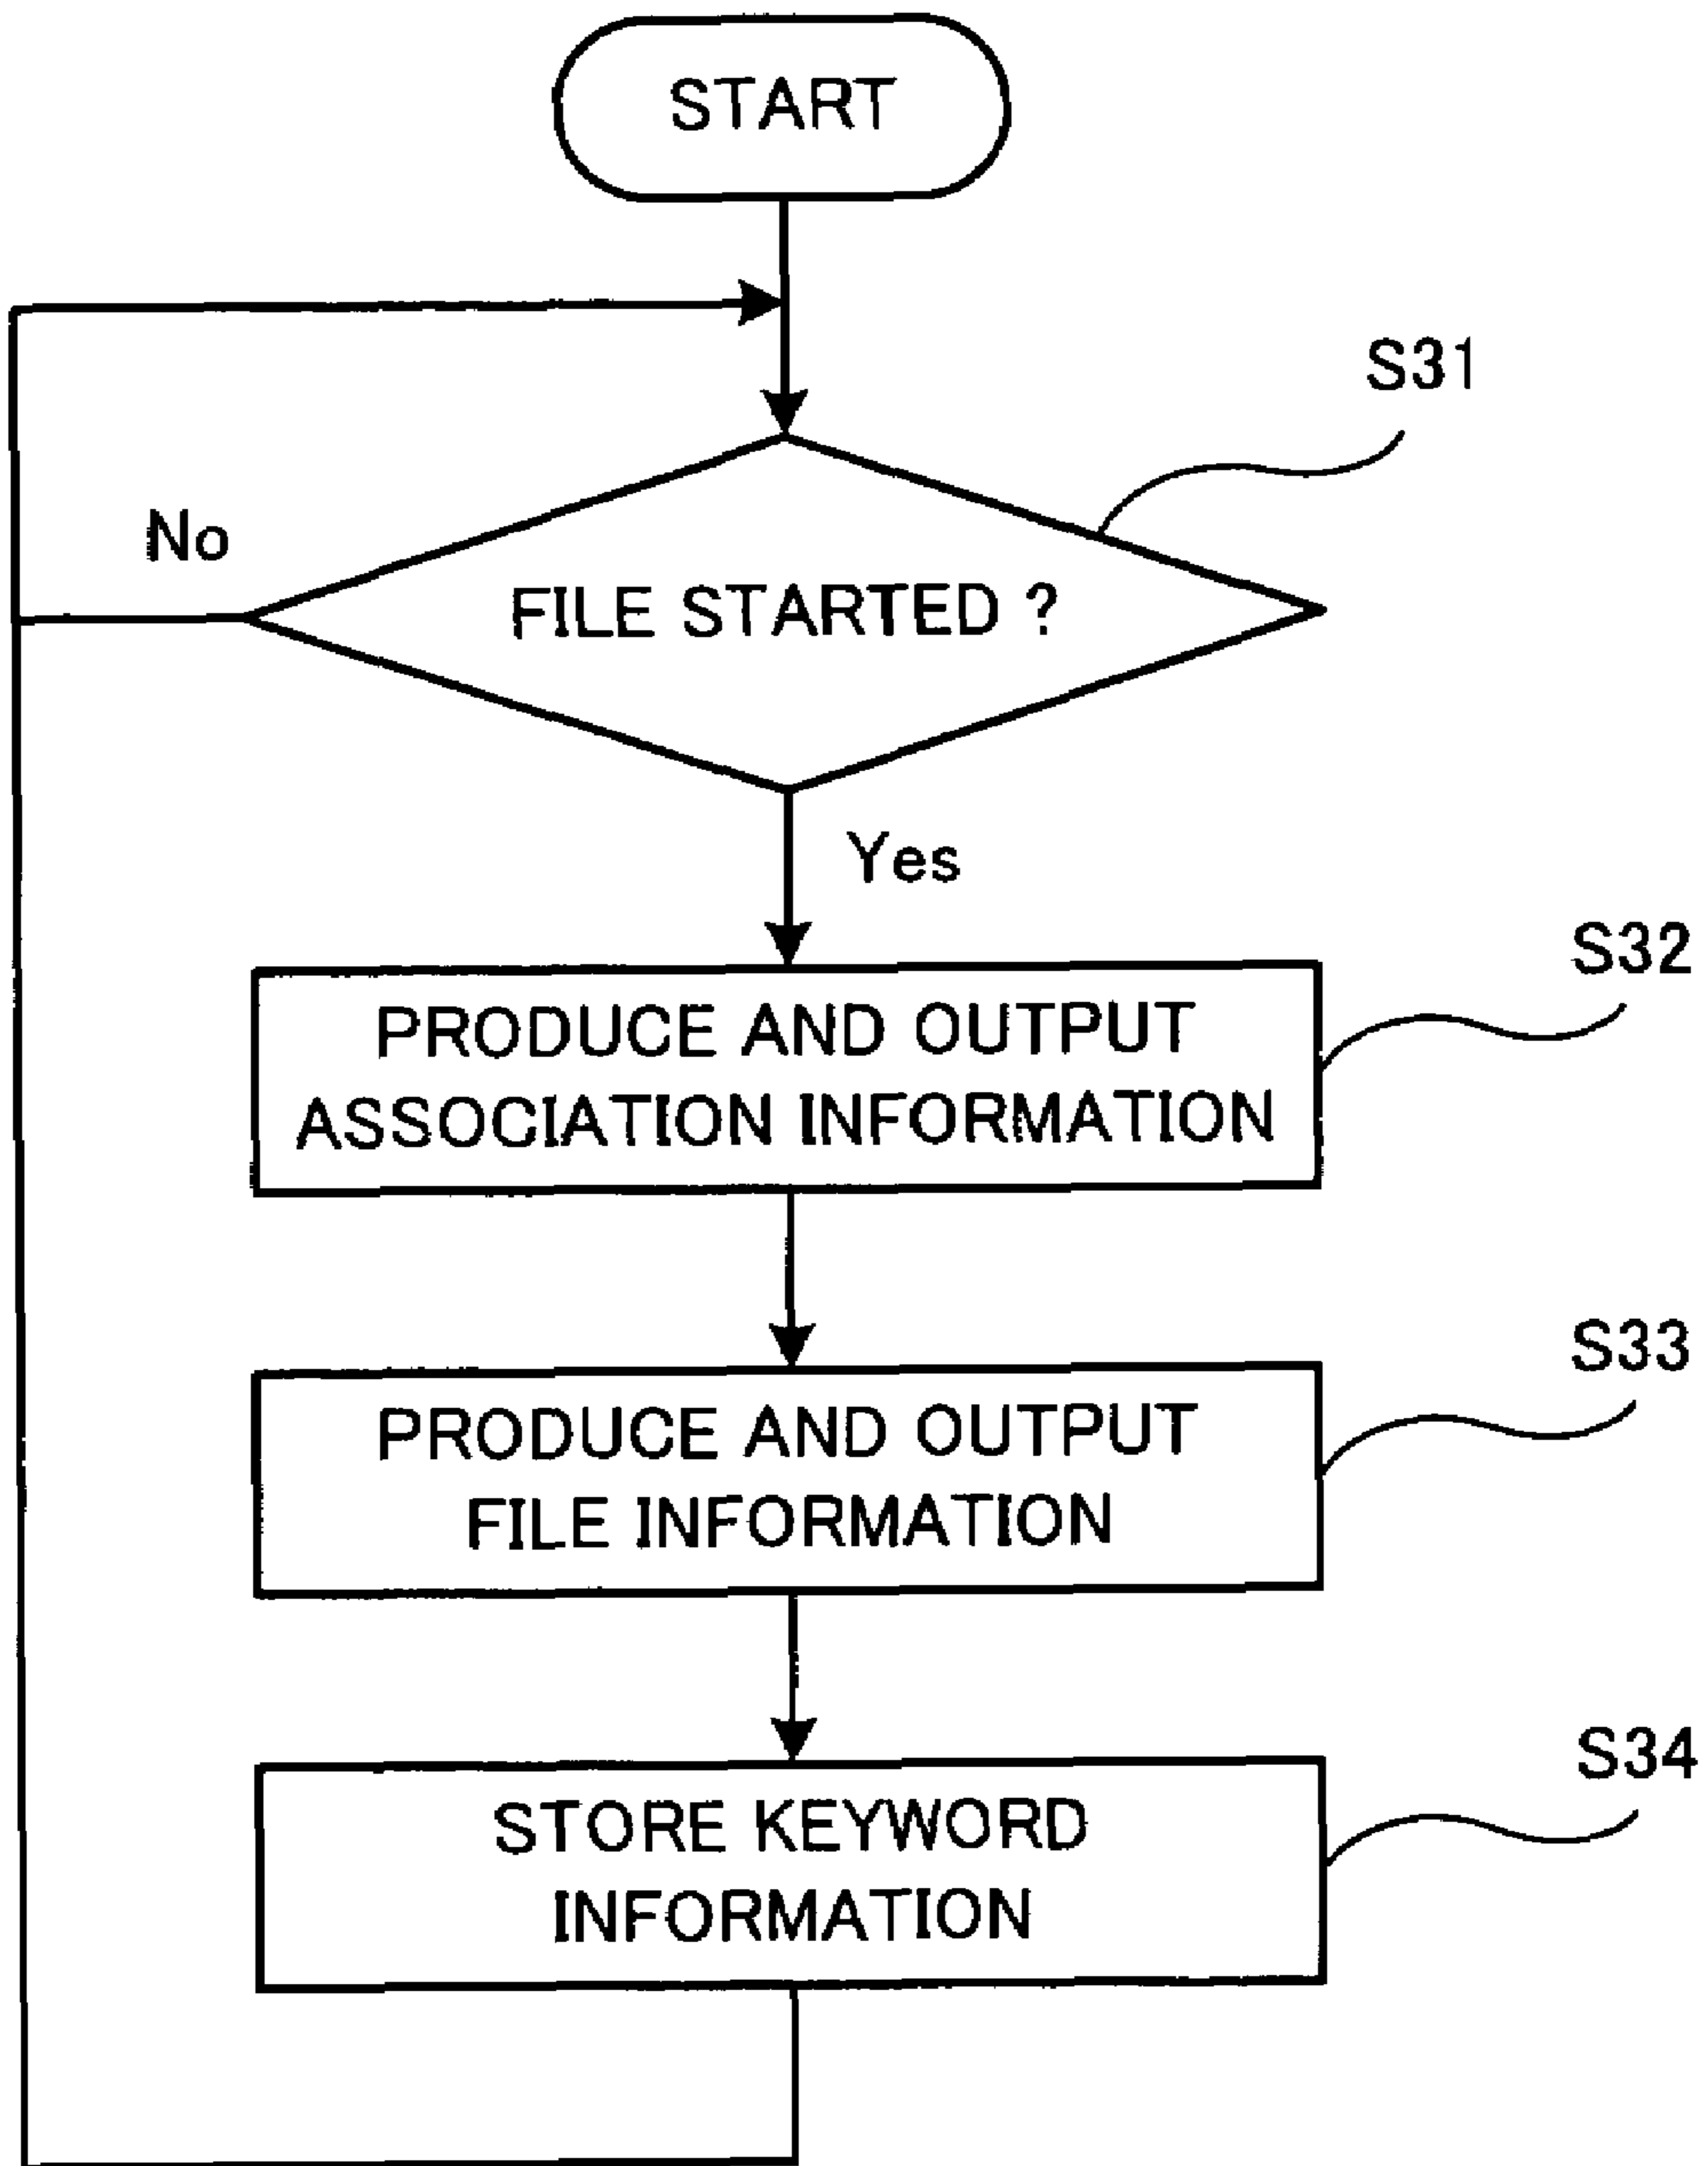 START
S31
No
FILE STARTED ?
Yes
S32
PRODUCE AND OUTPUT
ASSOCIATION INFORMATION
S33
PRODUCE AND OUTPUT
FILE INFORMATION
S34
STORE KEYWORD
INFORMATION